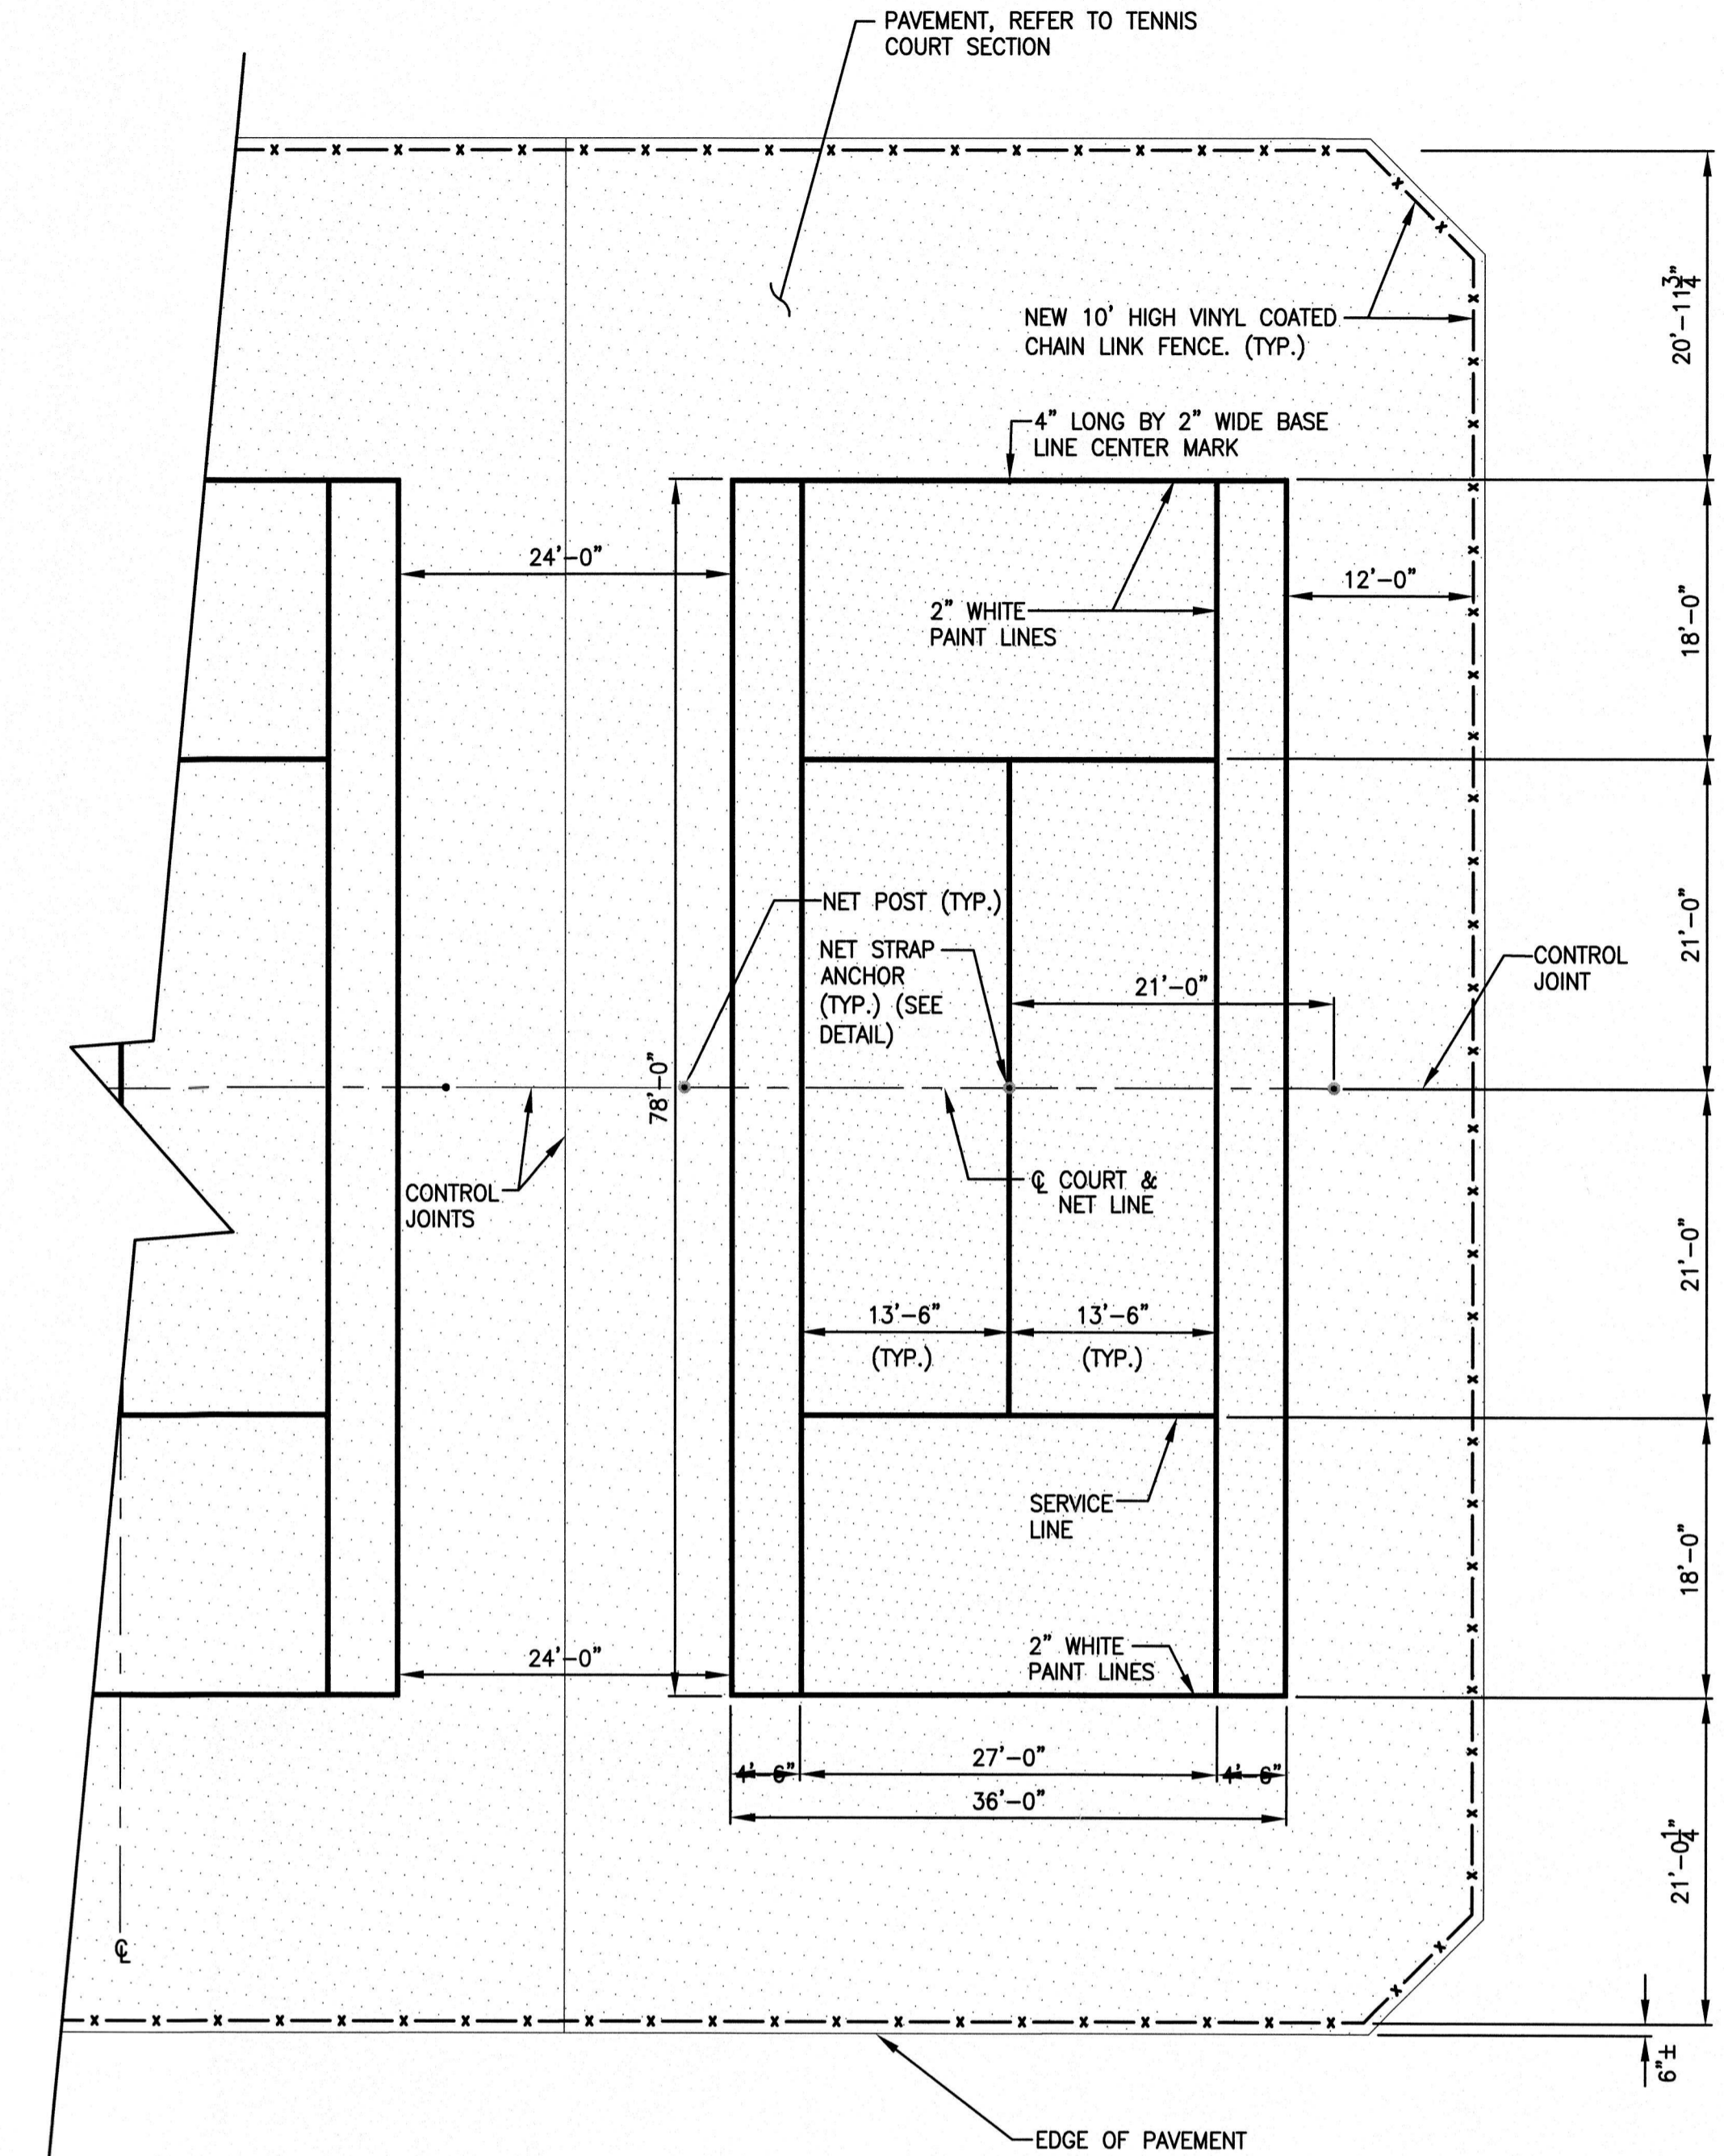 PAVEMENT, REFER TO TENNIS
COURT SECTION
20'-11 3/4"
NEW 10' HIGH VINYL COATED
CHAIN LINK FENCE. (TYP.)
4" LONG BY 2" WIDE BASE
LINE CENTER MARK
24'-0"
12'-0"
2" WHITE
PAINT LINES
18'-0"
NET POST (TYP.)
NET STRAP
ANCHOR
(TYP.) (SEE
DETAIL)
21'-0"
21'-0"
CONTROL
JOINT
78'-0"
CONTROL
JOINTS
℄ COURT &
NET LINE
21'-0"
13'-6"
(TYP.)
13'-6"
(TYP.)
SERVICE
LINE
18'-0"
24'-0"
2" WHITE
PAINT LINES
4'-6"
27'-0"
4'-6"
36'-0"
21'-0 1/4"
℄
6"±
EDGE OF PAVEMENT
x x x x x x x x x x x x x x x x x x